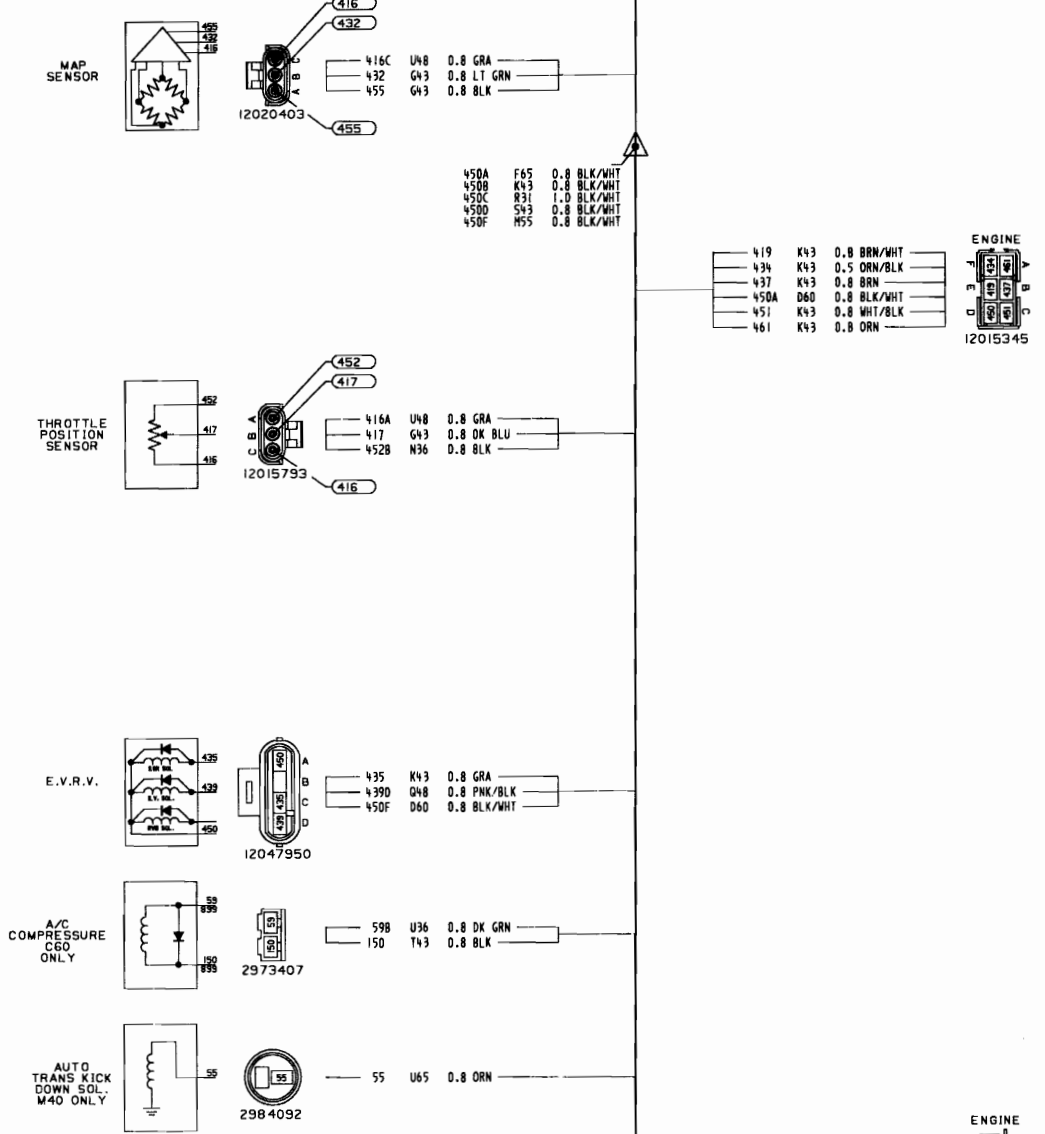 416
455
432
416
432
MAP
SENSOR
C
B
A
416C U48 0.8 GRA
432 G43 0.8 LT GRN
455 G43 0.8 BLK
12020403
455
450A F65 0.8 BLK/WHT
450B K43 0.8 BLK/WHT
450C R31 1.0 BLK/WHT
450D S43 0.8 BLK/WHT
450F M55 0.8 BLK/WHT
ENGINE
419 K43 0.8 BRN/WHT
434 K43 0.5 ORN/BLK
437 K43 0.8 BRN
450A D60 0.8 BLK/WHT
451 K43 0.8 WHT/BLK
461 K43 0.8 ORN
F 434 461 A
E 419 437 B
D 450 451 C
12015345
452
417
452
417
416
THROTTLE
POSITION
SENSOR
A
B
C
416A U48 0.8 GRA
417 G43 0.8 DK BLU
452B N36 0.8 BLK
12015793
416
E.V.R.V.
435
EGR SOL
439
E.V. SOL.
450
450
435
439
A
B
C
D
435 K43 0.8 GRA
439D Q48 0.8 PNK/BLK
450F D60 0.8 BLK/WHT
12047950
A/C
COMPRESSURE
C60
ONLY
59
899
150
899
59
150
59B U36 0.8 DK GRN
150 T43 0.8 BLK
2973407
AUTO
TRANS KICK
DOWN SOL.
M40 ONLY
55
55
55 U65 0.8 ORN
2984092
ENGINE